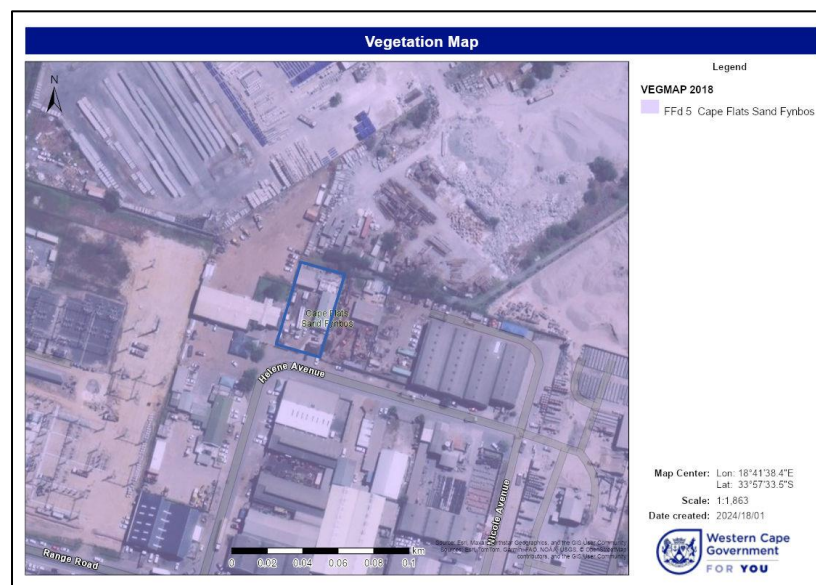 Vegetation Map
N
Cape Flats
Sand Fynbos
Helene Avenue
Nicole Avenue
Range Road
km
0 0.02 0.04 0.06 0.08 0.1
Legend
VEGMAP 2018
FFd 5 Cape Flats Sand Fynbos
Map Center: Lon: 18°41'38.4"E
Lat: 33°57'33.5"S
Scale: 1:1,863
Date created: 2024/18/01
Western Cape
Government
FOR YOU